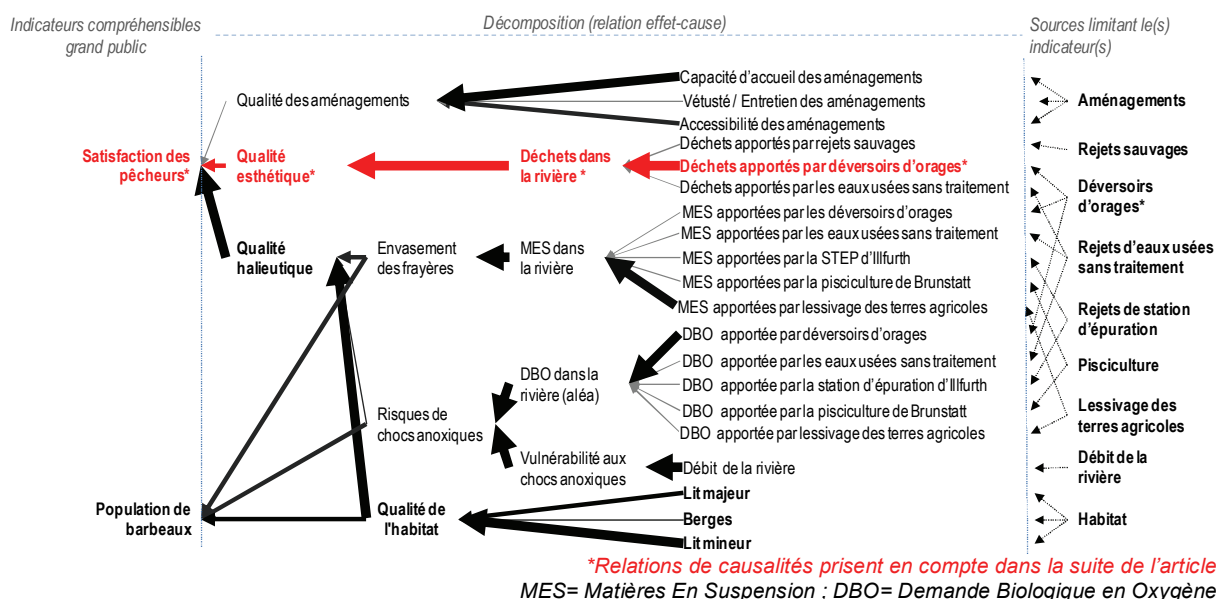 Indicateurs compréhensibles
grand public
Décomposition (relation effet-cause)
Sources limitant le(s)
indicateur(s)
Qualité des aménagements
Capacité d'accueil des aménagements
Vétusté / Entretien des aménagements
Accessibilité des aménagements
Aménagements
Satisfaction des
pêcheurs*
Qualité
esthétique*
Déchets dans
la rivière *
Déchets apportés par rejets sauvages
Déchets apportés par déversoirs d'orages*
Déchets apportés par les eaux usées sans traitement
Rejets sauvages
Déversoirs
d'orages*
Qualité
halieutique
Envasement
des frayères
MES dans
la rivière
MES apportées par les déversoirs d'orages
MES apportées par les eaux usées sans traitement
MES apportées par la STEP d'Illfurth
MES apportées par la pisciculture de Brunstatt
MES apportées par lessivage des terres agricoles
Rejets d'eaux usées
sans traitement
Rejets de station
d'épuration
Risques de
chocs anoxiques
DBO dans la
rivière (aléa)
DBO apportée par déversoirs d'orages
DBO apportée par les eaux usées sans traitement
DBO apportée par la station d'épuration d'Illfurth
DBO apportée par la pisciculture de Brunstatt
DBO apportée par lessivage des terres agricoles
Pisciculture
Lessivage des
terres agricoles
Vulnérabilité aux
chocs anoxiques
Débit de la rivière
Débit de la
rivière
Population de
barbeaux
Qualité de
l'habitat
Lit majeur
Berges
Lit mineur
Habitat
*Relations de causalités prisent en compte dans la suite de l'article
MES= Matières En Suspension ; DBO= Demande Biologique en Oxygène